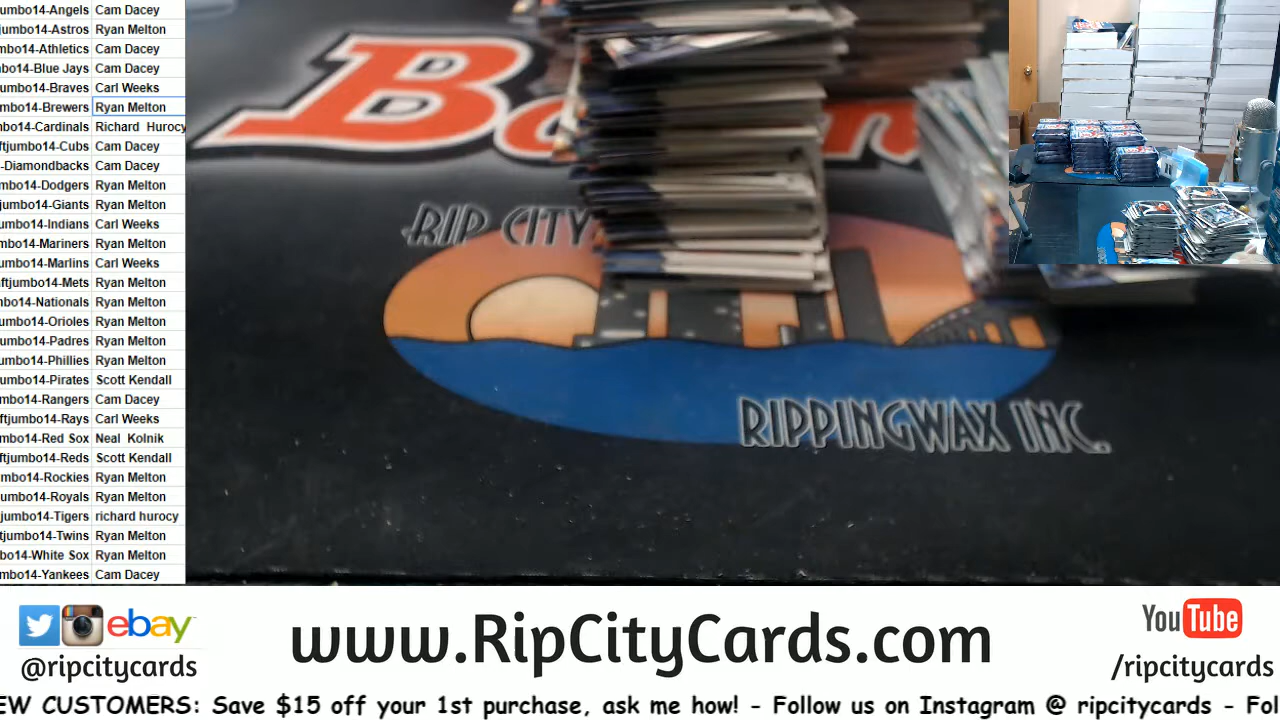 umbo14-Angels Cam Dacey
jumbo14-Astros Ryan Melton
mbo14-Athletics Cam Dacey
bo14-Blue Jays Cam Dacey
umbo14-Braves Carl Weeks
mbo14-Brewers Ryan Melton
bo14-Cardinals Richard Hurocy
ftjumbo14-Cubs Cam Dacey
-Diamondbacks Cam Dacey
mbo14-Dodgers Ryan Melton
jumbo14-Giants Ryan Melton
umbo14-Indians Carl Weeks
mbo14-Mariners Ryan Melton
umbo14-Marlins Carl Weeks
aftjumbo14-Mets Ryan Melton
nbo14-Nationals Ryan Melton
umbo14-Orioles Ryan Melton
umbo14-Padres Ryan Melton
umbo14-Phillies Ryan Melton
umbo14-Pirates Scott Kendall
mbo14-Rangers Cam Dacey
ftjumbo14-Rays Carl Weeks
mbo14-Red Sox Neal Kolnik
ftjumbo14-Reds Scott Kendall
umbo14-Rockies Ryan Melton
umbo14-Royals Ryan Melton
jumbo14-Tigers richard hurocy
tjumbo14-Twins Ryan Melton
bo14-White Sox Ryan Melton
mbo14-Yankees Cam Dacey
RIP CITY
RIPPINGWAX INC.
ebay
@ripcitycards
www.RipCityCards.com
YouTube
/ripcitycards
EW CUSTOMERS: Save $15 off your 1st purchase, ask me how! - Follow us on Instagram @ ripcitycards - Fol